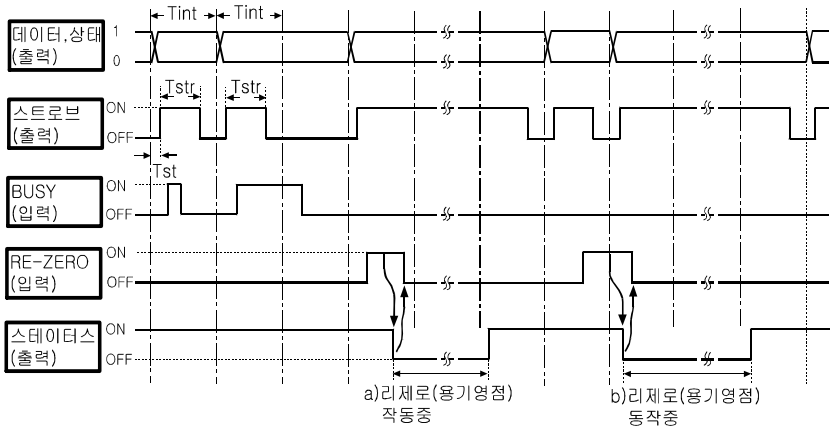 Tint Tint
데이터,상태
(출력)
1
0
Tstr Tstr
스트로브
(출력)
ON
OFF
Tst
BUSY
(입력)
ON
OFF
RE-ZERO
(입력)
ON
OFF
스테이터스
(출력)
ON
OFF
a)리제로(용기영점)
작동중
b)리제로(용기영점)
동작중